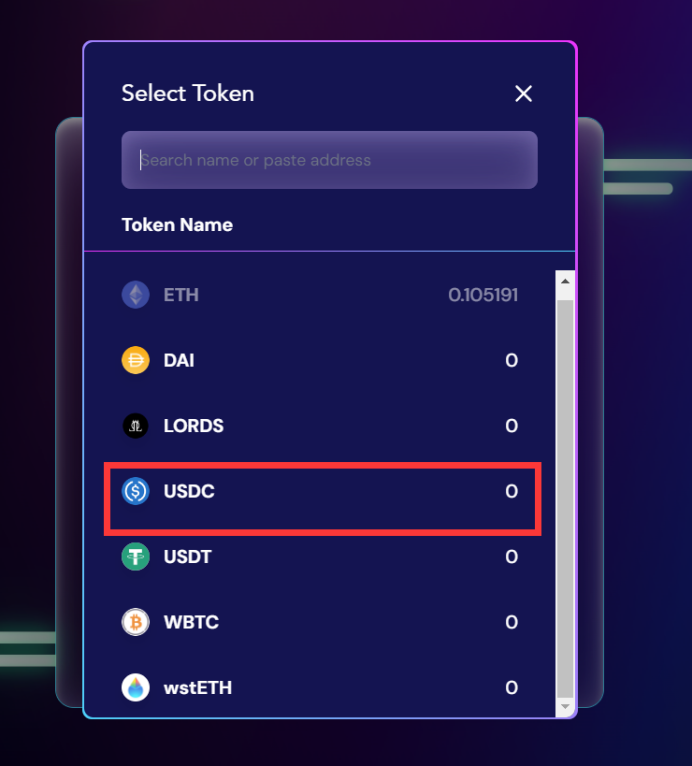 Select Token
Search name or paste address
Token Name
ETH 0.105191
DAI 0
LORDS 0
USDC 0
USDT 0
WBTC 0
wstETH 0